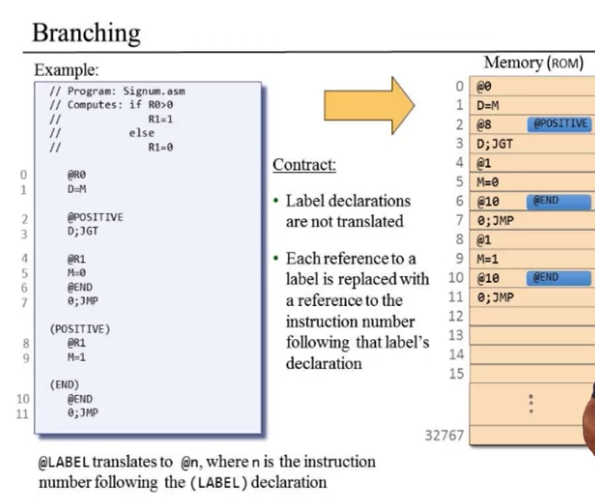 Branching
Example:
// Program: Signum.asm
// Computes: if R0>0
// R1=1
// else
// R1=0
0 @R0
1 D=M
2 @POSITIVE
3 D;JGT
4 @R1
5 M=0
6 @END
7 0;JMP
(POSITIVE)
8 @R1
9 M=1
(END)
10 @END
11 0;JMP
@LABEL translates to @n, where n is the instruction
number following the (LABEL) declaration
Contract:
• Label declarations
are not translated
• Each reference to a
label is replaced with
a reference to the
instruction number
following that label's
declaration
Memory (ROM)
0 @0
1 D=M
2 @8 @POSITIVE
3 D;JGT
4 @1
5 M=0
6 @10 @END
7 0;JMP
8 @1
9 M=1
10 @10 @END
11 0;JMP
12
13
14
15
32767